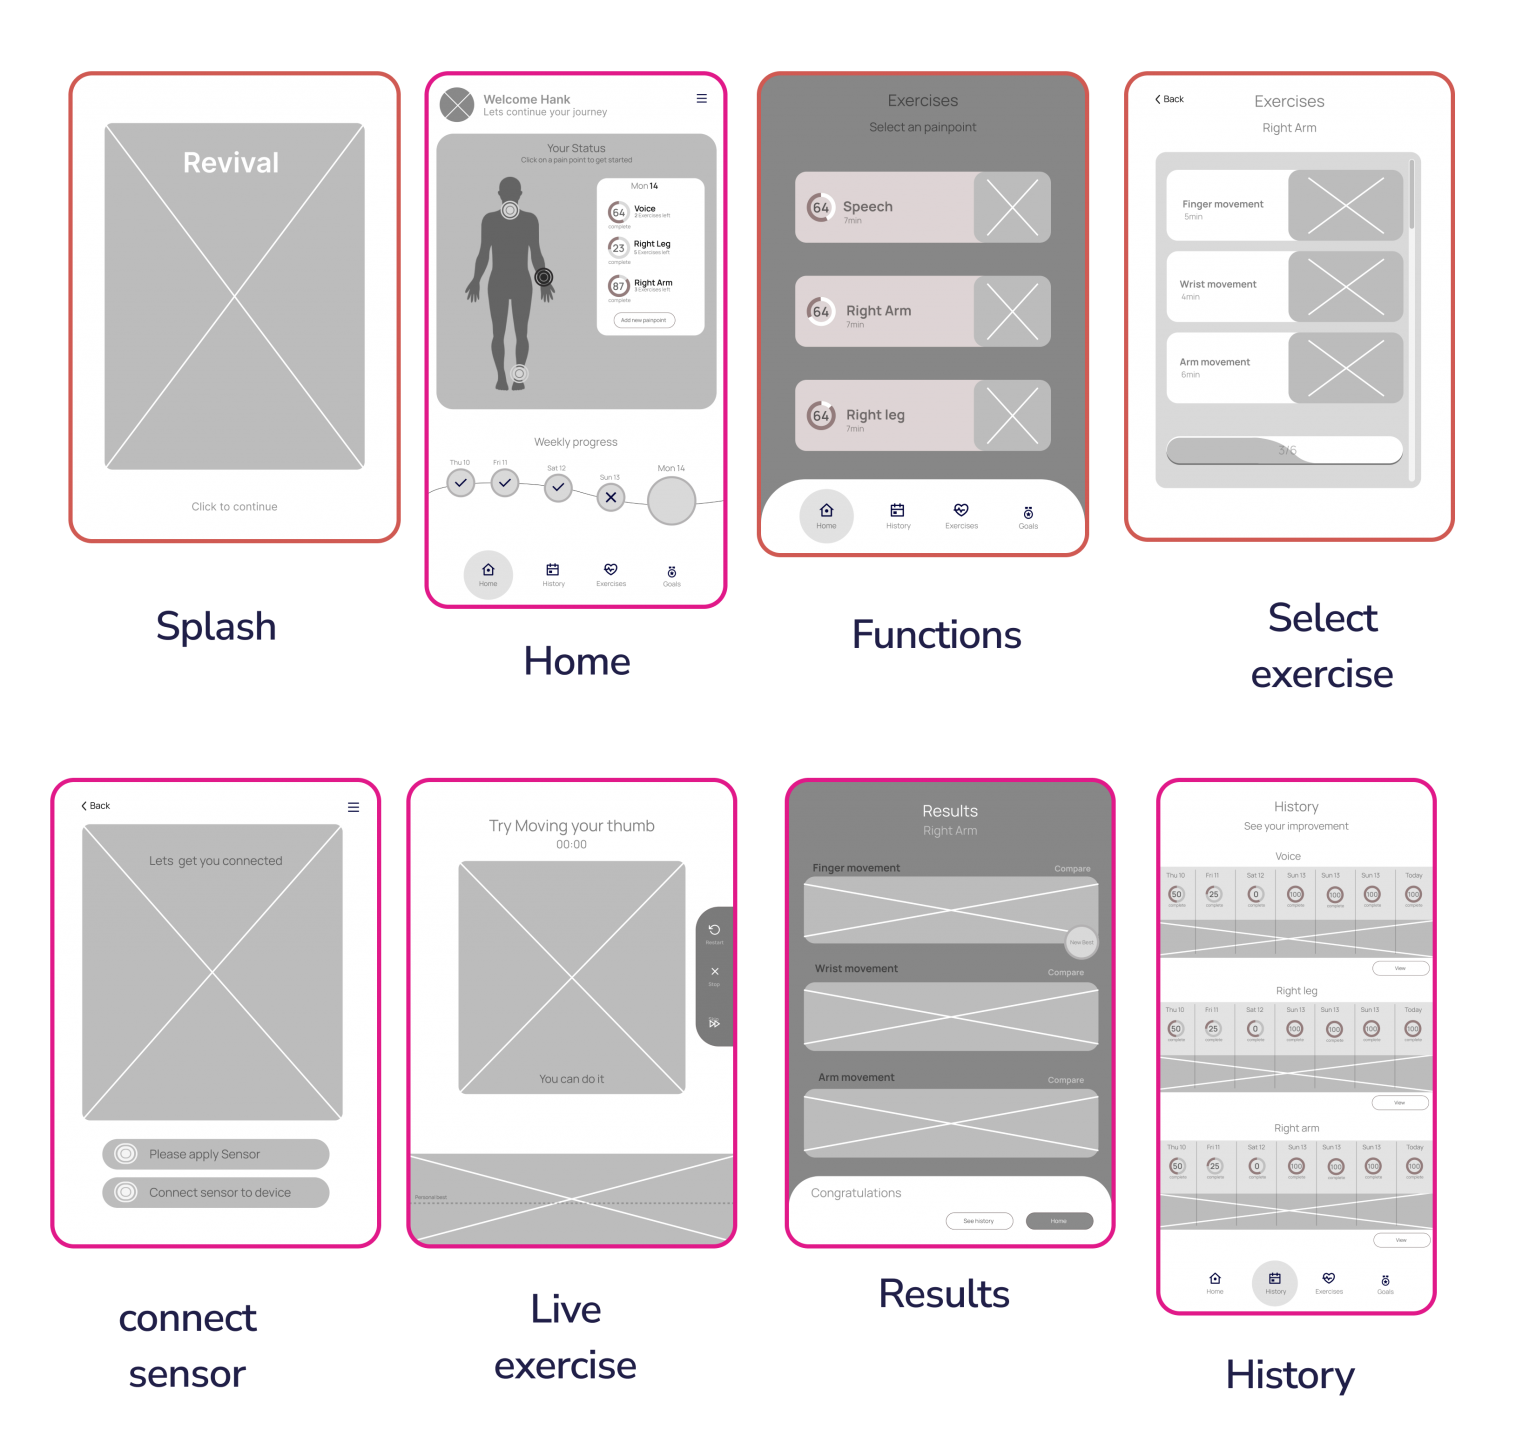 Revival
Click to continue
Splash
Welcome Hank
Lets continue your journey
Your Status
Click on a pain point to get started
Mon 14
64
Voice
complete
23
Right Leg
5 Exercises left
complete
87
Right Arm
3 Exercises left
complete
Add new painpoint
Weekly progress
Thu 10
Fri 11
Sat 12
Sun 13
Mon 14
Home
History
Exercises
Goals
Home
Exercises
Select an painpoint
64
Speech
7min
64
Right Arm
7min
64
Right leg
7min
Home
History
Exercises
Goals
Functions
Back
Exercises
Right Arm
Finger movement
5min
Wrist movement
4min
Arm movement
6min
3/6
Select
exercise
Back
Lets get you connected
Please apply Sensor
Connect sensor to device
connect
sensor
Try Moving your thumb
00:00
Restart
Stop
You can do it
Personal best
Live
exercise
Results
Right Arm
Finger movement
Compare
New Best
Wrist movement
Compare
Arm movement
Compare
Congratulations
See history
Home
Results
History
See your improvement
Voice
Thu 10 Fri 11 Sat 12 Sun 13 Sun 13 Sun 13 Today
50 25 0 100 100 100 100
complete complete complete complete complete complete complete
View
Right leg
Thu 10 Fri 11 Sat 12 Sun 13 Sun 13 Sun 13 Today
50 25 0 100 100 100 100
complete complete complete complete complete complete complete
View
Right arm
Thu 10 Fri 11 Sat 12 Sun 13 Sun 13 Sun 13 Today
50 25 0 100 100 100 100
complete complete complete complete complete complete complete
View
Home
History
Exercises
Goals
History